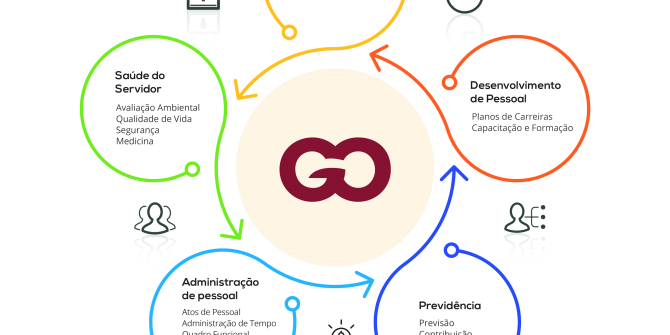 Saúde do
Servidor
Avaliação Ambiental
Qualidade de Vida
Segurança
Medicina
Desenvolvimento
de Pessoal
Planos de Carreiras
Capacitação e Formação
GO
Administração
de pessoal
Atos de Pessoal
Administração de Tempo
Quadro Funcional
Previdência
Previsão
Contribuição